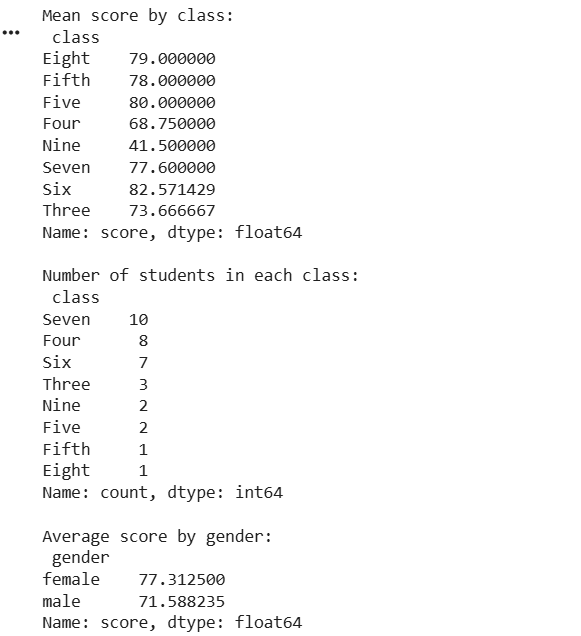 Mean score by class:
 class
Eight    79.000000
Fifth    78.000000
Five     80.000000
Four     68.750000
Nine     41.500000
Seven    77.600000
Six      82.571429
Three    73.666667
Name: score, dtype: float64

Number of students in each class:
 class
Seven    10
Four      8
Six       7
Three     3
Nine      2
Five      2
Fifth     1
Eight     1
Name: count, dtype: int64

Average score by gender:
 gender
female    77.312500
male      71.588235
Name: score, dtype: float64